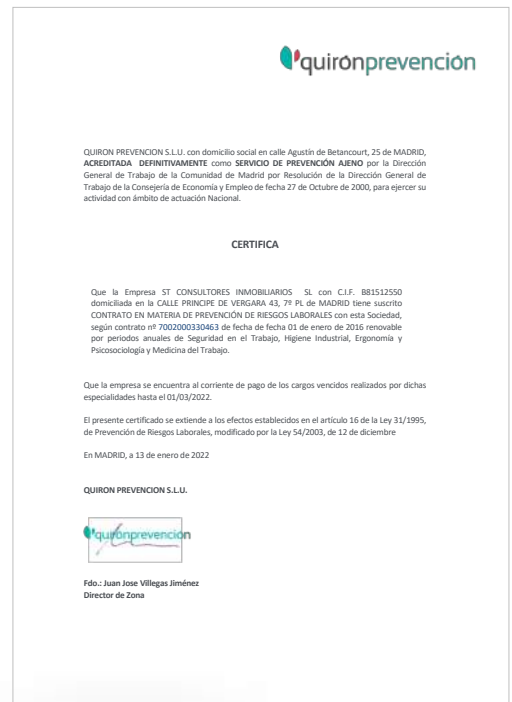 quirónprevención
QUIRON PREVENCION S.L.U. con domicilio social en calle Agustín de Betancourt, 25 de MADRID,
ACREDITADA DEFINITIVAMENTE como SERVICIO DE PREVENCIÓN AJENO por la Dirección
General de Trabajo de la Comunidad de Madrid por Resolución de la Dirección General de
Trabajo de la Consejería de Economía y Empleo de fecha 27 de Octubre de 2000, para ejercer su
actividad con ámbito de actuación Nacional.
CERTIFICA
Que la Empresa ST CONSULTORES INMOBILIARIOS SL con C.I.F. B81512550
domiciliada en la CALLE PRINCIPE DE VERGARA 43, 7º PL de MADRID tiene suscrito
CONTRATO EN MATERIA DE PREVENCIÓN DE RIESGOS LABORALES con esta Sociedad,
según contrato nº 7002000330463 de fecha de fecha 01 de enero de 2016 renovable
por periodos anuales de Seguridad en el Trabajo, Higiene Industrial, Ergonomía y
Psicosociología y Medicina del Trabajo.
Que la empresa se encuentra al corriente de pago de los cargos vencidos realizados por dichas
especialidades hasta el 01/03/2022.
El presente certificado se extiende a los efectos establecidos en el artículo 16 de la Ley 31/1995,
de Prevención de Riesgos Laborales, modificado por la Ley 54/2003, de 12 de diciembre
En MADRID, a 13 de enero de 2022
QUIRON PREVENCION S.L.U.
quirónprevención
Fdo.: Juan Jose Villegas Jiménez
Director de Zona